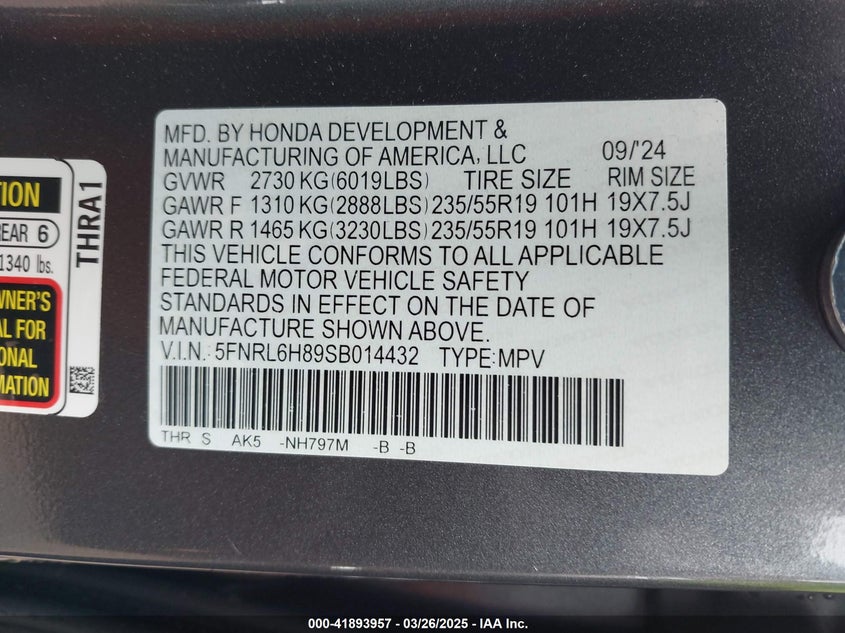 MFD. BY HONDA DEVELOPMENT &
MANUFACTURING OF AMERICA, LLC 09/'24
GVWR 2730 KG(6019LBS) TIRE SIZE RIM SIZE
GAWR F 1310 KG(2888LBS) 235/55R19 101H 19X7.5J
GAWR R 1465 KG(3230LBS) 235/55R19 101H 19X7.5J
THIS VEHICLE CONFORMS TO ALL APPLICABLE
FEDERAL MOTOR VEHICLE SAFETY
STANDARDS IN EFFECT ON THE DATE OF
MANUFACTURE SHOWN ABOVE.
V.I.N.: 5FNRL6H89SB014432 TYPE:MPV
THR S AK5 -NH797M -B -B
TION
REAR 6
1340 lbs.
WNER'S
AL FOR
ONAL
MATION
THRA1
000-41893957 - 03/26/2025 - IAA Inc.